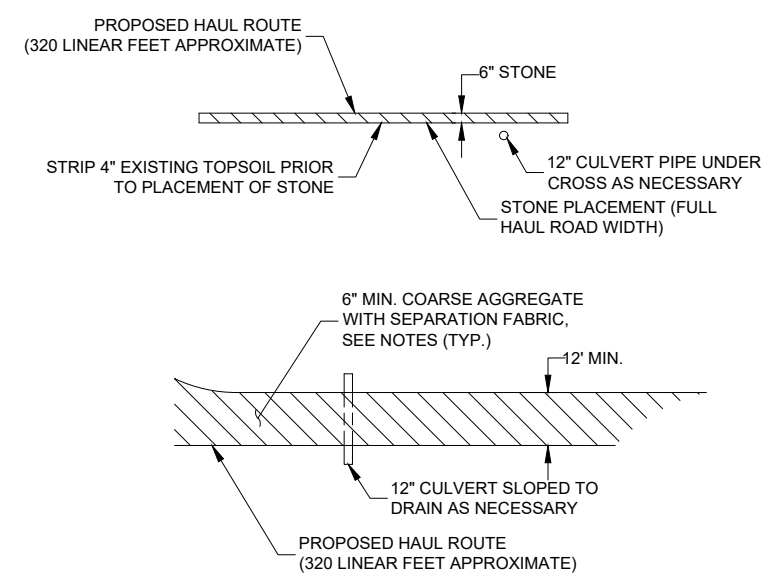 PROPOSED HAUL ROUTE
(320 LINEAR FEET APPROXIMATE)
6" STONE
STRIP 4" EXISTING TOPSOIL PRIOR
TO PLACEMENT OF STONE
12" CULVERT PIPE UNDER
CROSS AS NECESSARY
STONE PLACEMENT (FULL
HAUL ROAD WIDTH)
6" MIN. COARSE AGGREGATE
WITH SEPARATION FABRIC,
SEE NOTES (TYP.)
12' MIN.
12" CULVERT SLOPED TO
DRAIN AS NECESSARY
PROPOSED HAUL ROUTE
(320 LINEAR FEET APPROXIMATE)